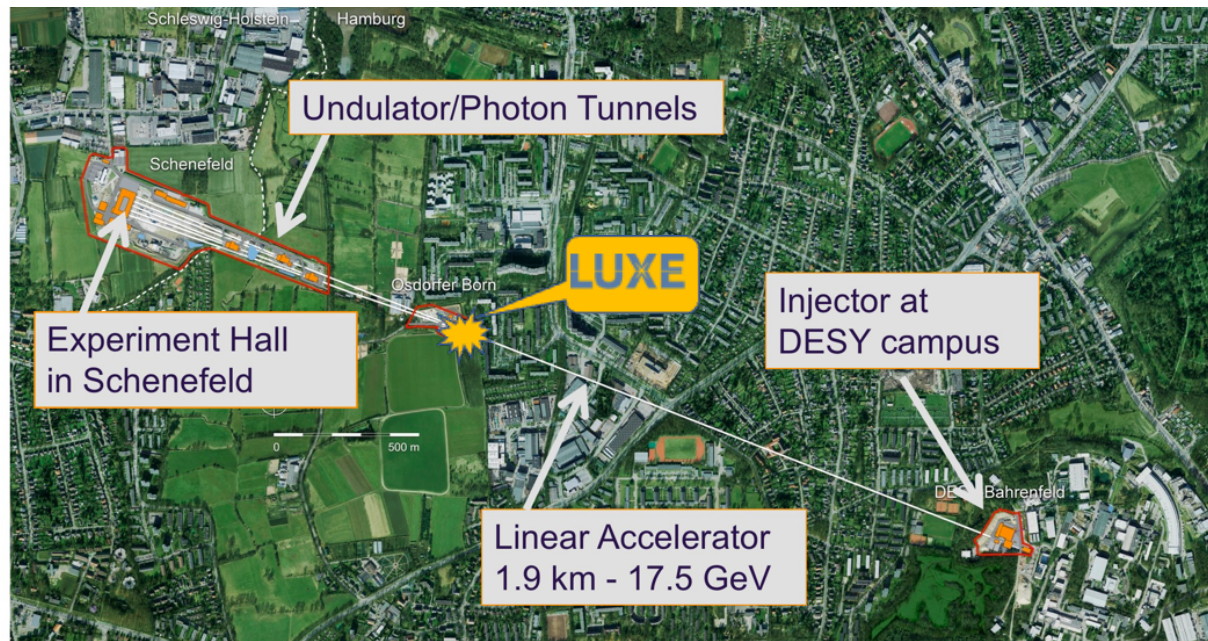 Schleswig-Holstein
Hamburg
Undulator/Photon Tunnels
Schenefeld
LUXE
Osdorfer Born
Injector at
DESY campus
Experiment Hall
in Schenefeld
0
500 m
DES
Bahrenfeld
Linear Accelerator
1.9 km - 17.5 GeV